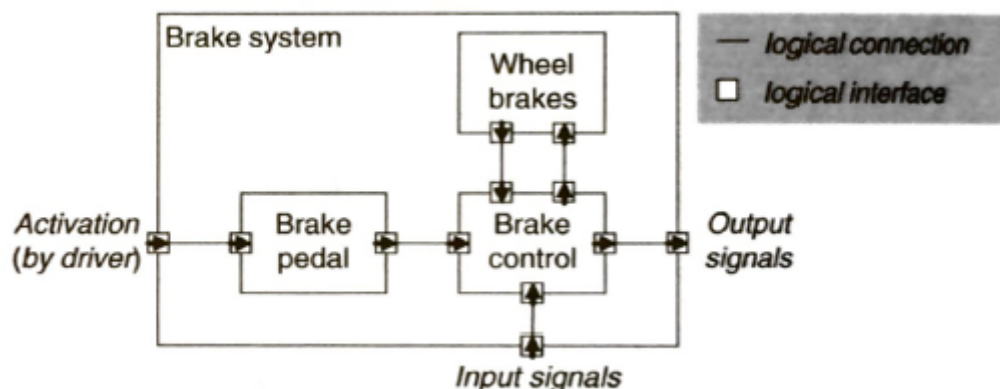 Brake system
Wheel
brakes
logical connection
logical interface
Activation
(by driver)
Brake
pedal
Brake
control
Output
signals
Input signals